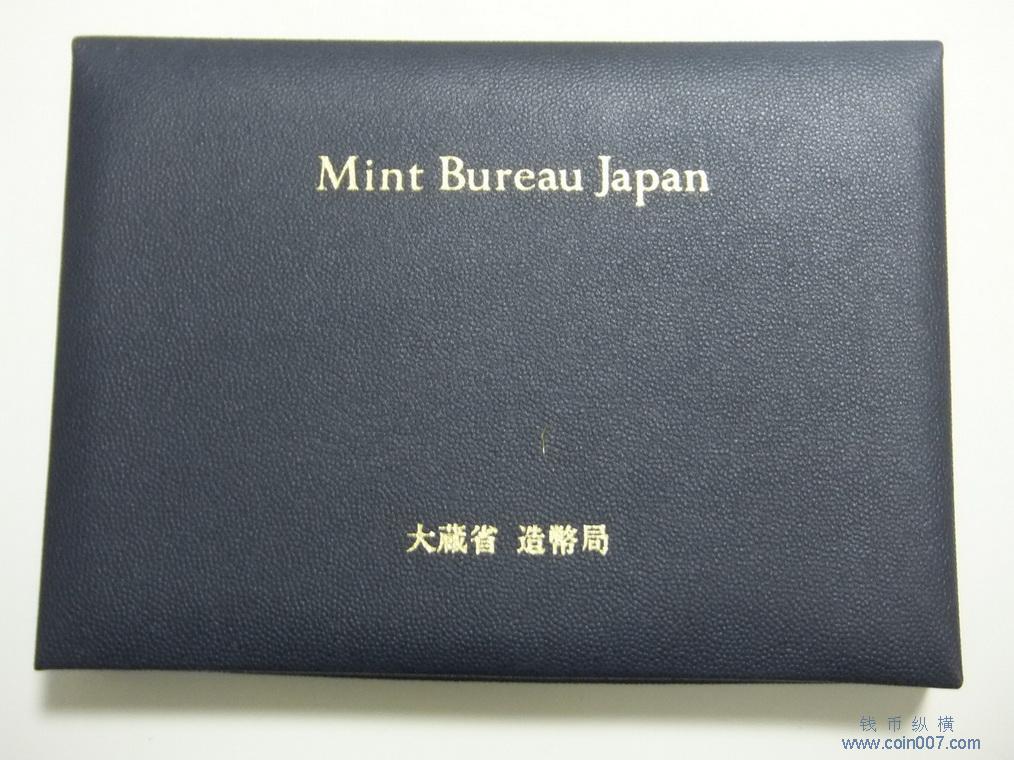 Mint Bureau Japan
大蔵省 造幣局
钱币纵横
www.coin007.com